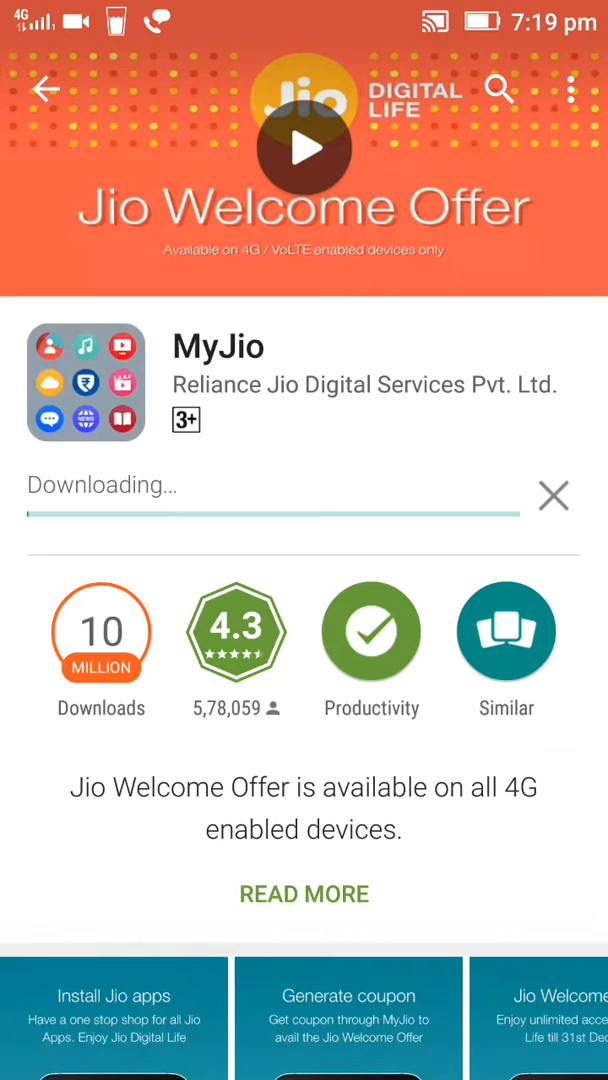 4G
7:19 pm
Jio
DIGITAL
LIFE
Jio Welcome Offer
Available on 4G / VoLTE enabled devices only
NEWS
MyJio
Reliance Jio Digital Services Pvt. Ltd.
3+
Downloading...
10
MILLION
4.3
Downloads
5,78,059
Productivity
Similar
Jio Welcome Offer is available on all 4G
enabled devices.
READ MORE
Install Jio apps
Have a one stop shop for all Jio
Apps. Enjoy Jio Digital Life
Generate coupon
Get coupon through MyJio to
avail the Jio Welcome Offer
Jio Welcome
Enjoy unlimited acce
Life till 31st Dec